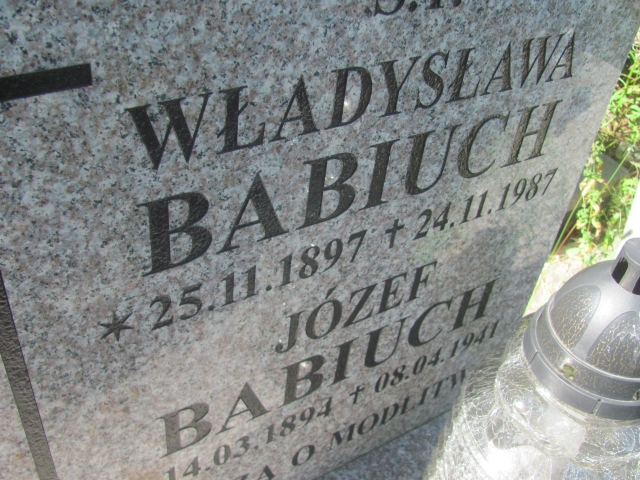 Ś.P.
WŁADYSŁAWA
BABIUCH
* 25.11.1897 † 24.11.1987
JÓZEF
BABIUCH
14.03.1894 † 08.04.1941
O